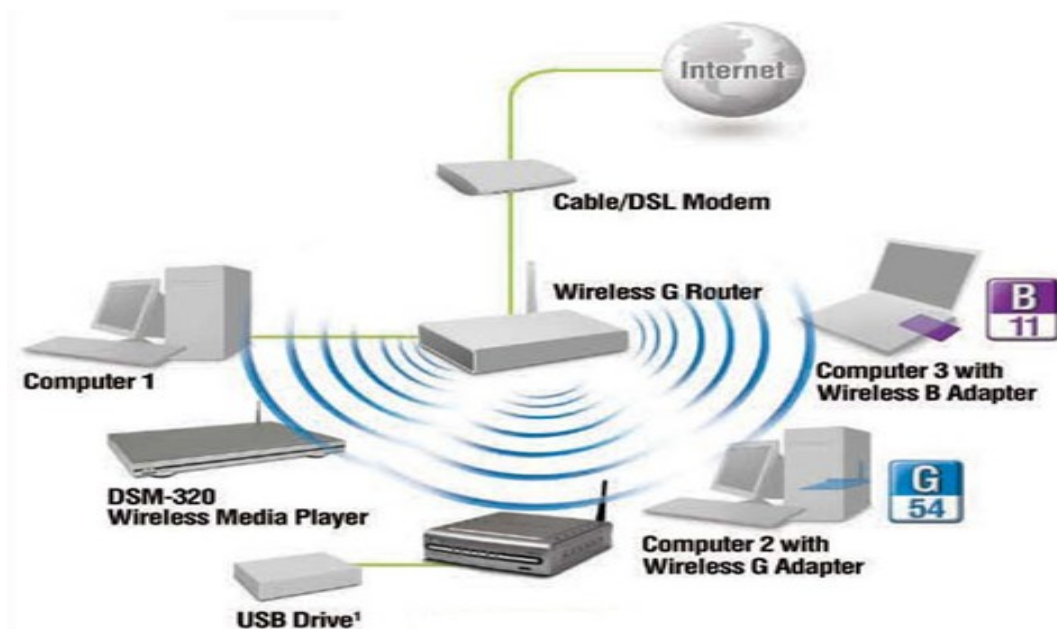 Internet
Cable/DSL Modem
Wireless G Router
B
11
Computer 1
Computer 3 with
Wireless B Adapter
DSM-320
Wireless Media Player
G
54
Computer 2 with
Wireless G Adapter
USB Drive¹